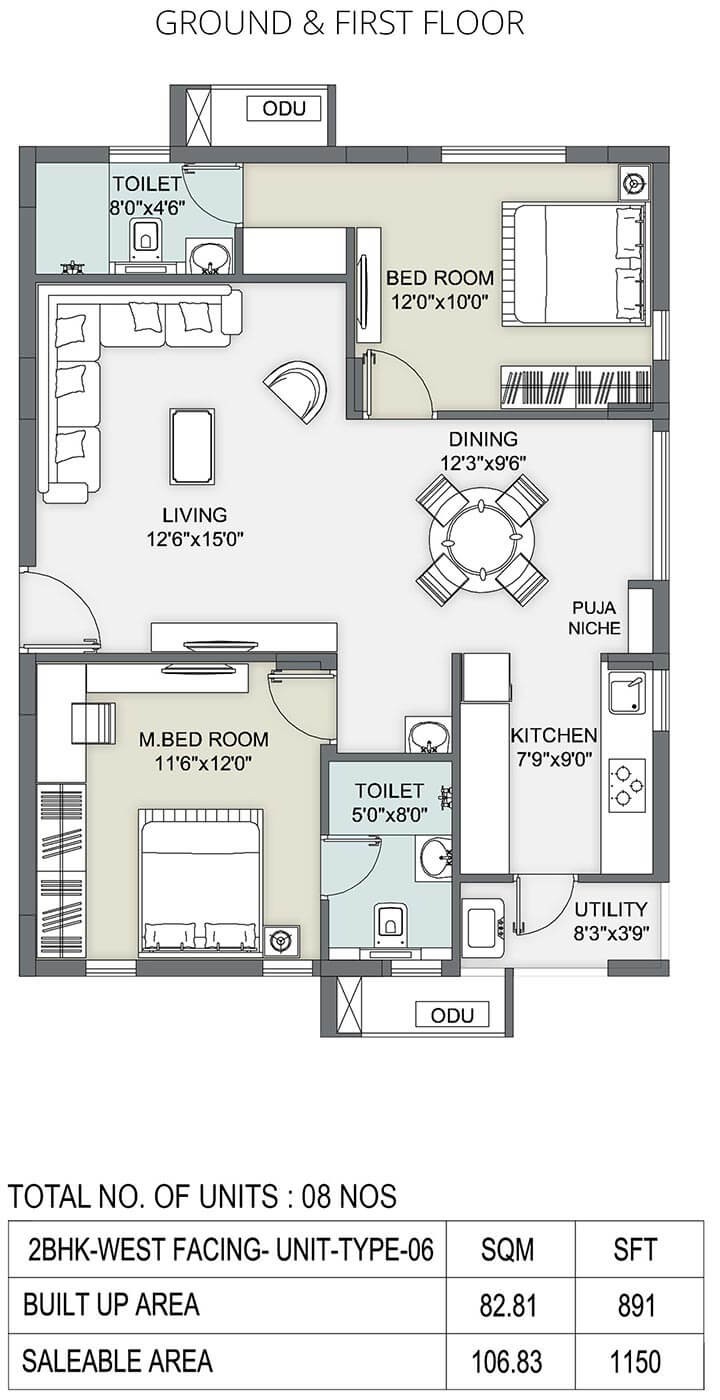 GROUND & FIRST FLOOR
ODU
TOILET
8'0"x4'6"
BED ROOM
12'0"x10'0"
DINING
12'3"x9'6"
LIVING
12'6"x15'0"
PUJA
NICHE
M.BED ROOM
11'6"x12'0"
KITCHEN
7'9"x9'0"
TOILET
5'0"x8'0"
UTILITY
8'3"x3'9"
ODU
TOTAL NO. OF UNITS : 08 NOS
2BHK-WEST FACING- UNIT-TYPE-06 SQM SFT
BUILT UP AREA 82.81 891
SALEABLE AREA 106.83 1150